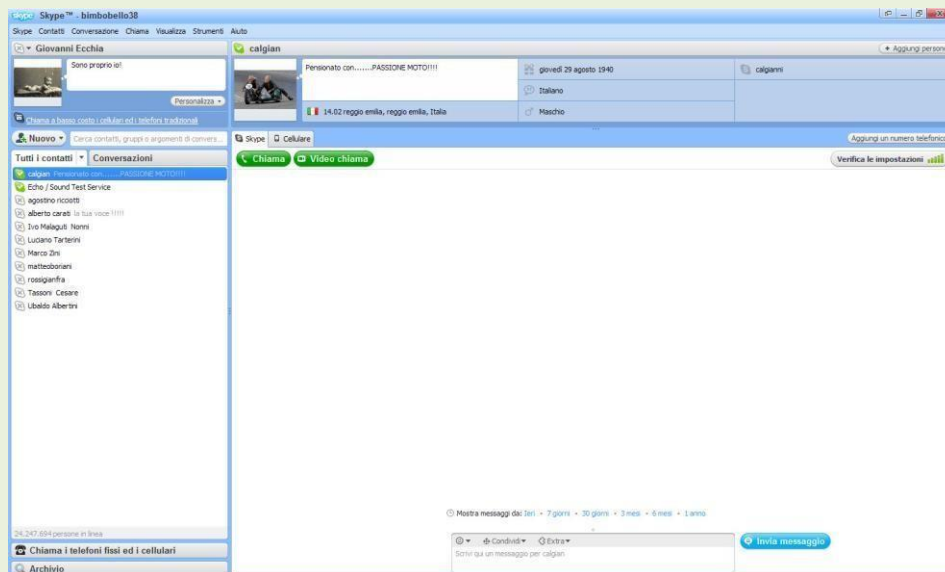 Skype™ - bimbobello38
Skype Contatti Conversazione Chiama Visualizza Strumenti Aiuto
Giovanni Ecchia
Sono proprio io!
Personalizza
Chiama a basso costo i cellulari ed i telefoni tradizionali
calgian
+ Aggiungi persone
Pensionato con.......PASSIONE MOTO!!!!
14.02 reggio emilia, reggio emilia, Italia
giovedì 29 agosto 1940
Italiano
Maschio
calgianni
Nuovo
Cerca contatti, gruppi o argomenti di convers...
Tutti i contatti
Conversazioni
calgian Pensionato con.......PASSIONE MOTO!!!!
Echo / Sound Test Service
agostino ricciotti
alberto carati la tua voce !!!!!
Ivo Malaguti Nonni
Luciano Tarterini
Marco Zini
matteoboriani
rossigianfra
Tassoni Cesare
Ubaldo Albertini
24.247.694 persone in linea
Chiama i telefoni fissi ed i cellulari
Archivio
Skype Cellulare
Aggiungi un numero telefonico
Chiama Video chiama
Verifica le impostazioni
Mostra messaggi da: Ieri • 7 giorni • 30 giorni • 3 mesi • 6 mesi • 1 anno
Condividi Extra
Scrivi qui un messaggio per calgian
Invia messaggio